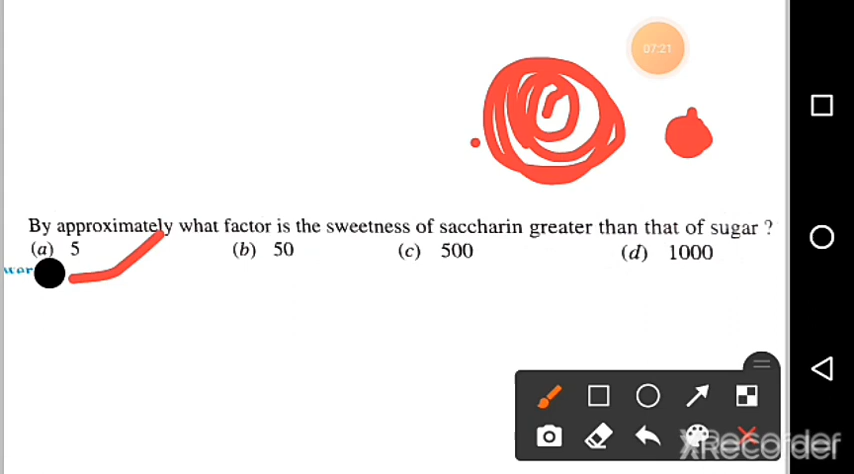 07:21
By approximately what factor is the sweetness of saccharin greater than that of sugar ?
(a) 5 (b) 50 (c) 500 (d) 1000
XRecorder